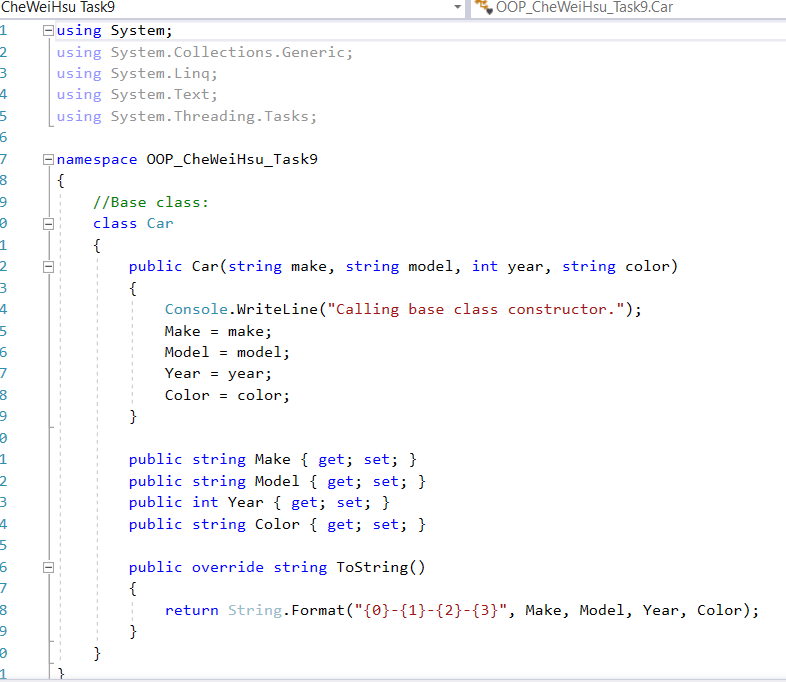 CheWeiHsu Task9 OOP_CheWeiHsu_Task9.Car
1 using System;
2 using System.Collections.Generic;
3 using System.Linq;
4 using System.Text;
5 using System.Threading.Tasks;
6
7 namespace OOP_CheWeiHsu_Task9
8 {
9 //Base class:
0 class Car
1 {
2 public Car(string make, string model, int year, string color)
3 {
4 Console.WriteLine("Calling base class constructor.");
5 Make = make;
6 Model = model;
7 Year = year;
8 Color = color;
9 }
0
1 public string Make { get; set; }
2 public string Model { get; set; }
3 public int Year { get; set; }
4 public string Color { get; set; }
5
6 public override string ToString()
7 {
8 return String.Format("{0}-{1}-{2}-{3}", Make, Model, Year, Color);
9 }
0 }
1 }